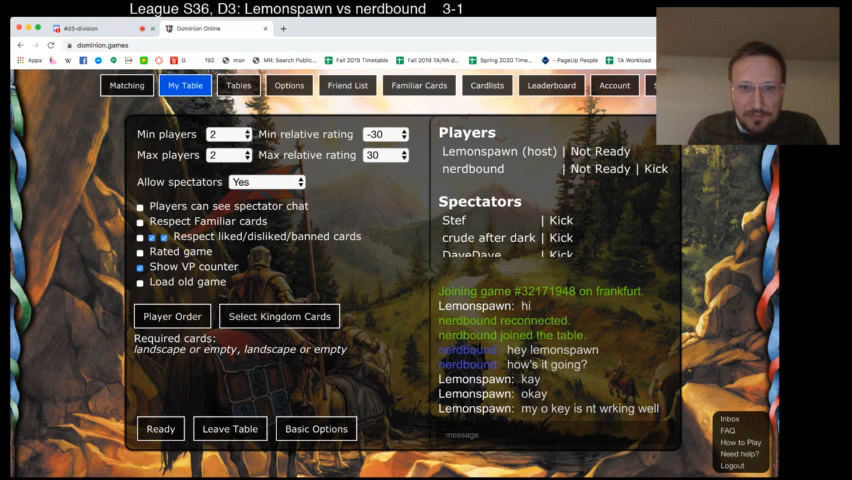 League S36, D3: Lemonspawn vs nerdbound 3-1
#d3-division
Dominion Online
dominion.games
Apps
192
msn
MR: Search Public...
Fall 2019 Timetable
Fall 2019 TA/RA d...
Spring 2020 Time...
- PageUp People
TA Workload
Matching
My Table
Tables
Options
Friend List
Familiar Cards
Cardlists
Leaderboard
Account
Min players 2 Min relative rating -30
Max players 2 Max relative rating 30
Allow spectators Yes
Players can see spectator chat
Respect Familiar cards
Respect liked/disliked/banned cards
Rated game
Show VP counter
Load old game
Player Order
Select Kingdom Cards
Required cards:
landscape or empty, landscape or empty
Ready
Leave Table
Basic Options
Players
Lemonspawn (host) | Not Ready
nerdbound | Not Ready | Kick
Spectators
Stef | Kick
crude after dark | Kick
DaveDave | Kick
Joining game #32171948 on frankfurt.
Lemonspawn: hi
nerdbound reconnected.
nerdbound joined the table.
nerdbound: hey lemonspawn
nerdbound: how's it going?
Lemonspawn: kay
Lemonspawn: okay
Lemonspawn: my o key is nt wrking well
message
Inbox
FAQ
How to Play
Need help?
Logout